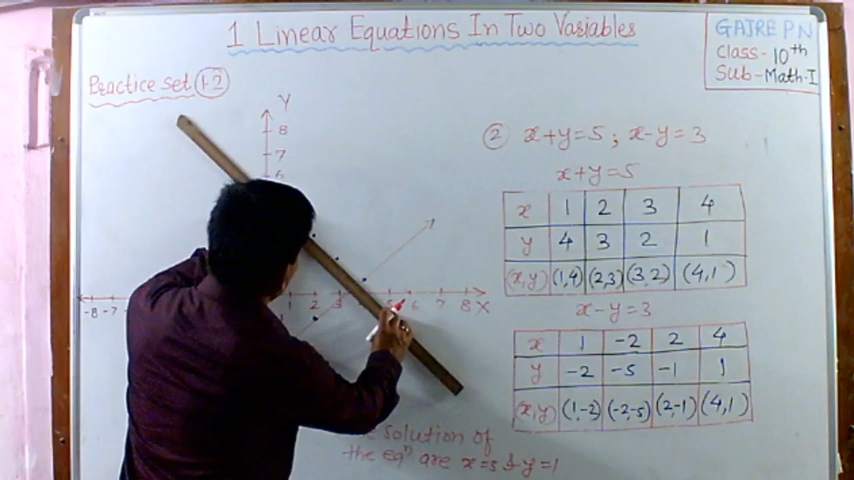 1 Linear Equations In Two Variables
GAJRE P N
Class - 10th
Sub - Math-I
Practice Set 1.2
Y
8
7
6
-8 -7
1 2 3 5 6 7 8 X
② x+y=5 ; x-y=3
x+y=5
x 1 2 3 4
y 4 3 2 1
(x,y) (1,4) (2,3) (3,2) (4,1)
x-y=3
x 1 -2 2 4
y -2 -5 -1 1
(x,y) (1,-2) (-2,-5) (2,-1) (4,1)
solution of
the eqn are x=5 & y=1